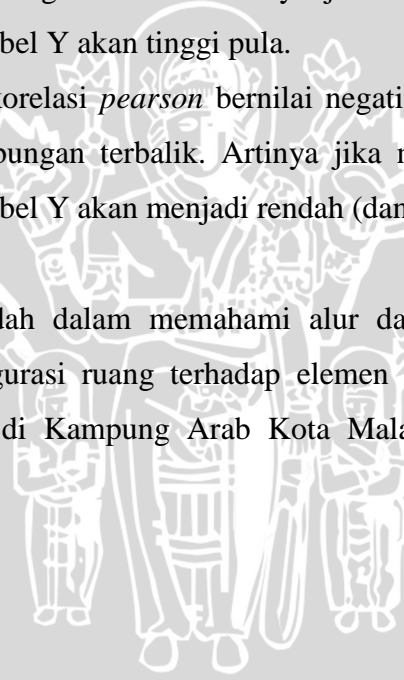 bel Y akan tinggi pula.
korelasi pearson bernilai negati
bungan terbalik. Artinya jika
bel Y akan menjadi rendah (dan
dah dalam memahami alur da
gurasi ruang terhadap elemen
di Kampung Arab Kota Mala